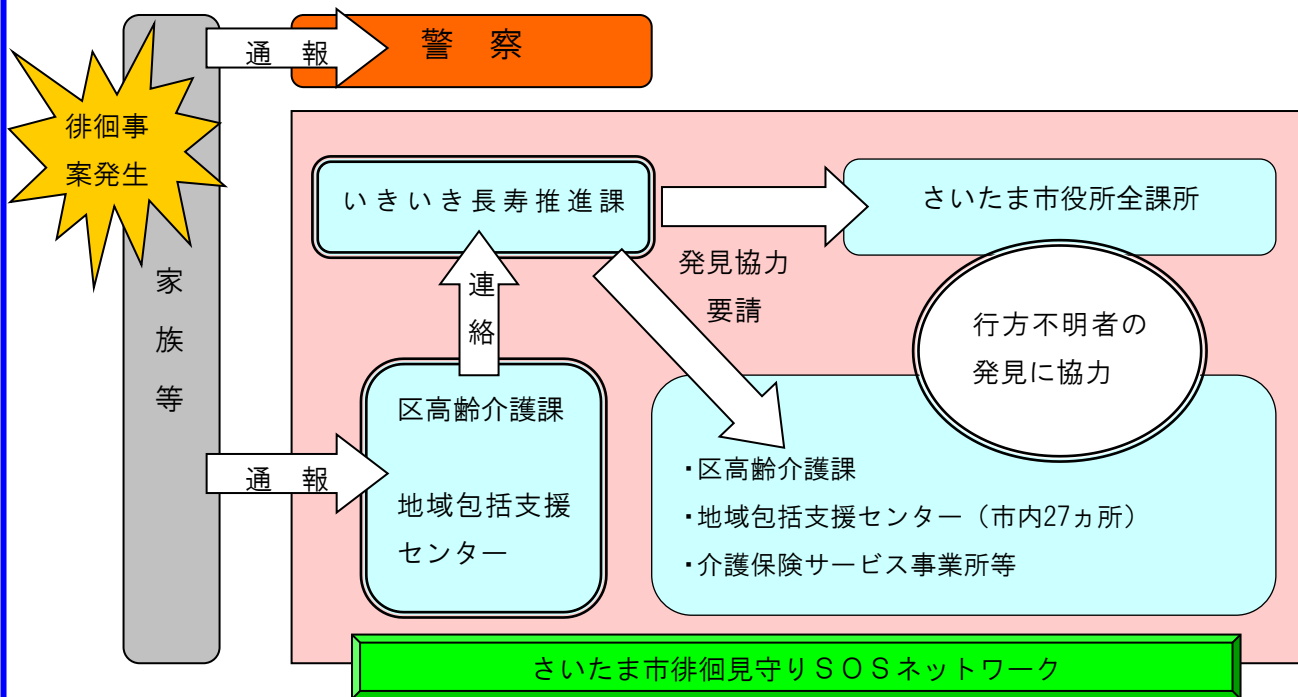 通　報
警　察
徘徊事
案発生
家
族
等
いきいき長寿推進課
さいたま市役所全課所
発見協力
要請
連
絡
行方不明者の
発見に協力
区高齢介護課
地域包括支援
センター
通　報
・区高齢介護課
・地域包括支援センター（市内27ヵ所）
・介護保険サービス事業所等
さいたま市徘徊見守りＳＯＳネットワーク